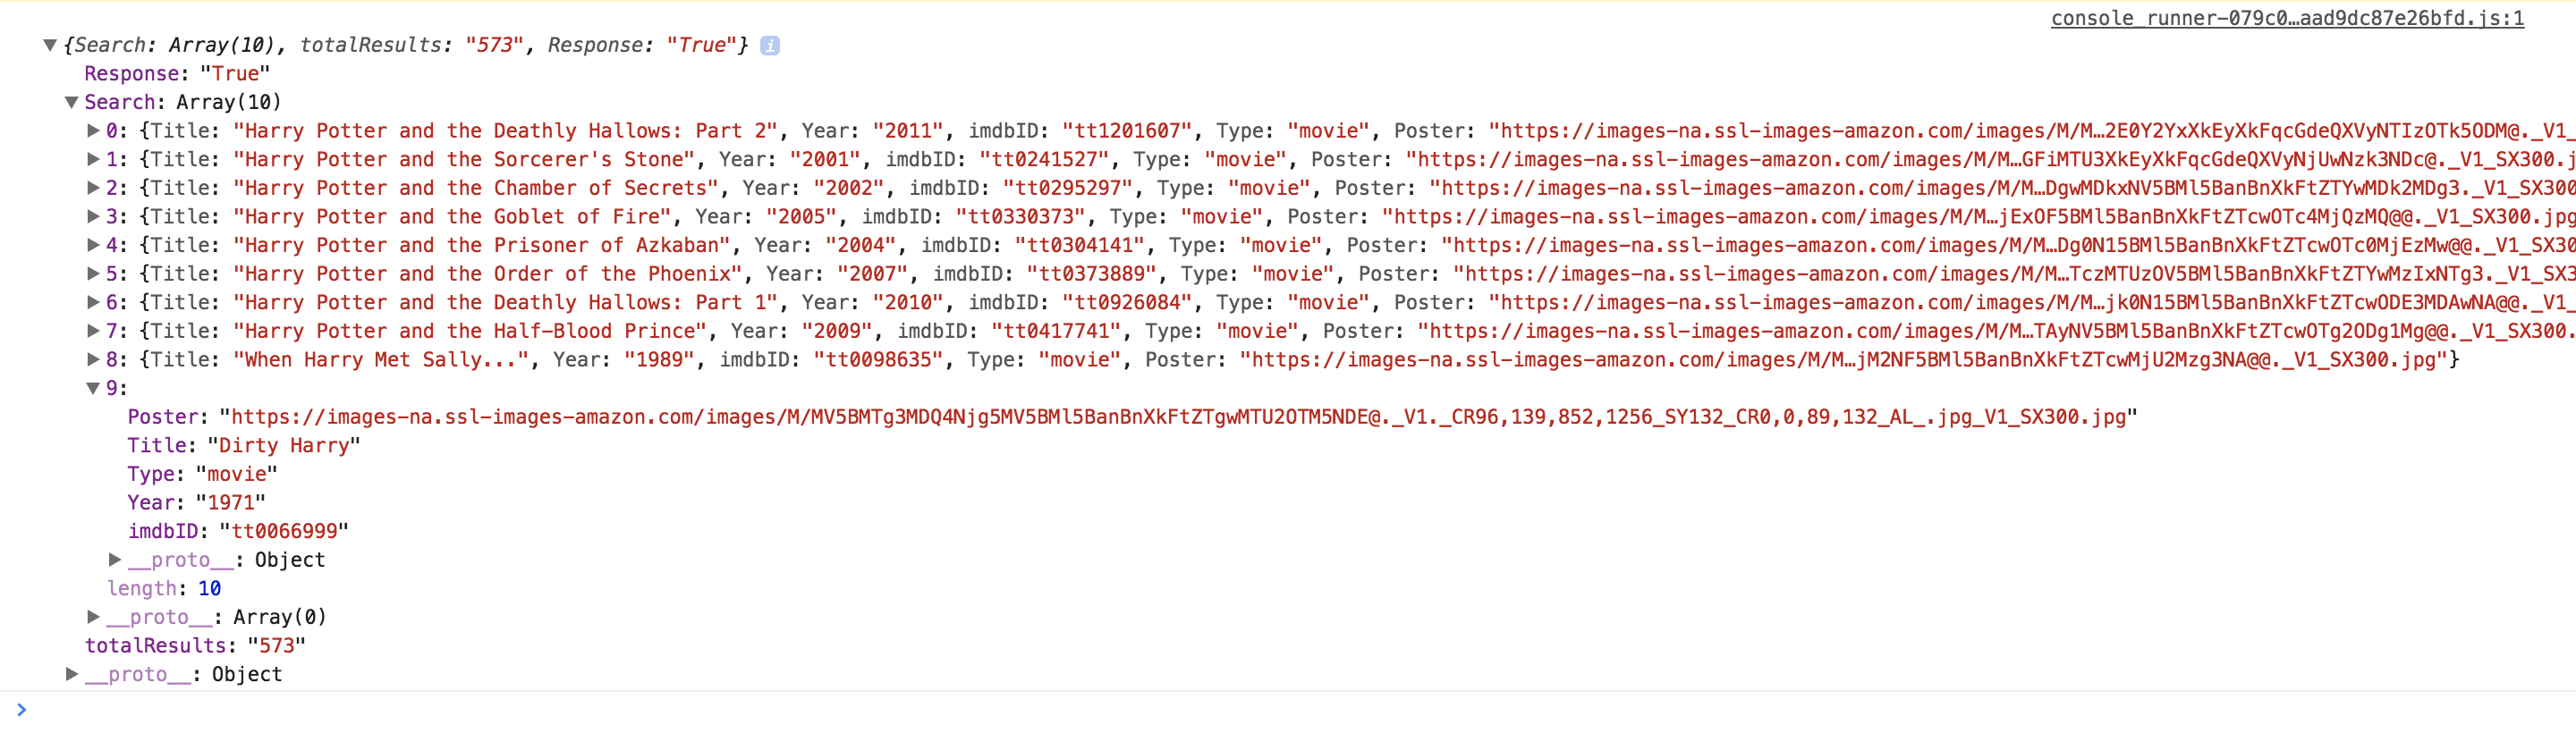 console_runner-079c0…aad9dc87e26bfd.js:1
▼{Search: Array(10), totalResults: "573", Response: "True"} i
Response: "True"
▼Search: Array(10)
▶0: {Title: "Harry Potter and the Deathly Hallows: Part 2", Year: "2011", imdbID: "tt1201607", Type: "movie", Poster: "https://images-na.ssl-images-amazon.com/images/M/M…2E0Y2YxXkEyXkFqcGdeQXVyNTIzOTk5ODM@._V1_
▶1: {Title: "Harry Potter and the Sorcerer's Stone", Year: "2001", imdbID: "tt0241527", Type: "movie", Poster: "https://images-na.ssl-images-amazon.com/images/M/M…GFiMTU3XkEyXkFqcGdeQXVyNjUwNzk3NDc@._V1_SX300.j
▶2: {Title: "Harry Potter and the Chamber of Secrets", Year: "2002", imdbID: "tt0295297", Type: "movie", Poster: "https://images-na.ssl-images-amazon.com/images/M/M…DgwMDkxNV5BMl5BanBnXkFtZTYwMDk2MDg3._V1_SX300
▶3: {Title: "Harry Potter and the Goblet of Fire", Year: "2005", imdbID: "tt0330373", Type: "movie", Poster: "https://images-na.ssl-images-amazon.com/images/M/M…jExOF5BMl5BanBnXkFtZTcwOTc4MjQzMQ@@._V1_SX300.jpg
▶4: {Title: "Harry Potter and the Prisoner of Azkaban", Year: "2004", imdbID: "tt0304141", Type: "movie", Poster: "https://images-na.ssl-images-amazon.com/images/M/M…Dg0N15BMl5BanBnXkFtZTcwOTc0MjEzMw@@._V1_SX30
▶5: {Title: "Harry Potter and the Order of the Phoenix", Year: "2007", imdbID: "tt0373889", Type: "movie", Poster: "https://images-na.ssl-images-amazon.com/images/M/M…TczMTUzOV5BMl5BanBnXkFtZTYwMzIxNTg3._V1_SX3
▶6: {Title: "Harry Potter and the Deathly Hallows: Part 1", Year: "2010", imdbID: "tt0926084", Type: "movie", Poster: "https://images-na.ssl-images-amazon.com/images/M/M…jk0N15BMl5BanBnXkFtZTcwODE3MDAwNA@@._V1_
▶7: {Title: "Harry Potter and the Half-Blood Prince", Year: "2009", imdbID: "tt0417741", Type: "movie", Poster: "https://images-na.ssl-images-amazon.com/images/M/M…TAyNV5BMl5BanBnXkFtZTcwOTg2ODg1Mg@@._V1_SX300.
▶8: {Title: "When Harry Met Sally...", Year: "1989", imdbID: "tt0098635", Type: "movie", Poster: "https://images-na.ssl-images-amazon.com/images/M/M…jM2NF5BMl5BanBnXkFtZTcwMjU2Mzg3NA@@._V1_SX300.jpg"}
▼9:
Poster: "https://images-na.ssl-images-amazon.com/images/M/MV5BMTg3MDQ4Njg5MV5BMl5BanBnXkFtZTgwMTU2OTM5NDE@._V1._CR96,139,852,1256_SY132_CR0,0,89,132_AL_.jpg_V1_SX300.jpg"
Title: "Dirty Harry"
Type: "movie"
Year: "1971"
imdbID: "tt0066999"
▶__proto__: Object
length: 10
▶__proto__: Array(0)
totalResults: "573"
▶__proto__: Object
>